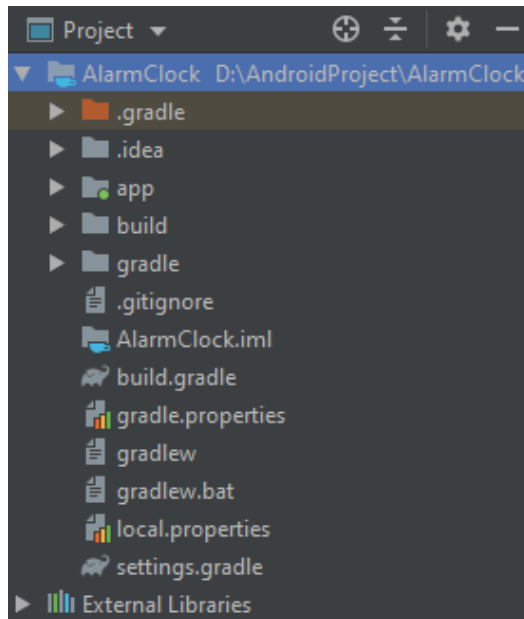 Project
AlarmClock D:\AndroidProject\AlarmClock
.gradle
.idea
app
build
gradle
.gitignore
AlarmClock.iml
build.gradle
gradle.properties
gradlew
gradlew.bat
local.properties
settings.gradle
External Libraries